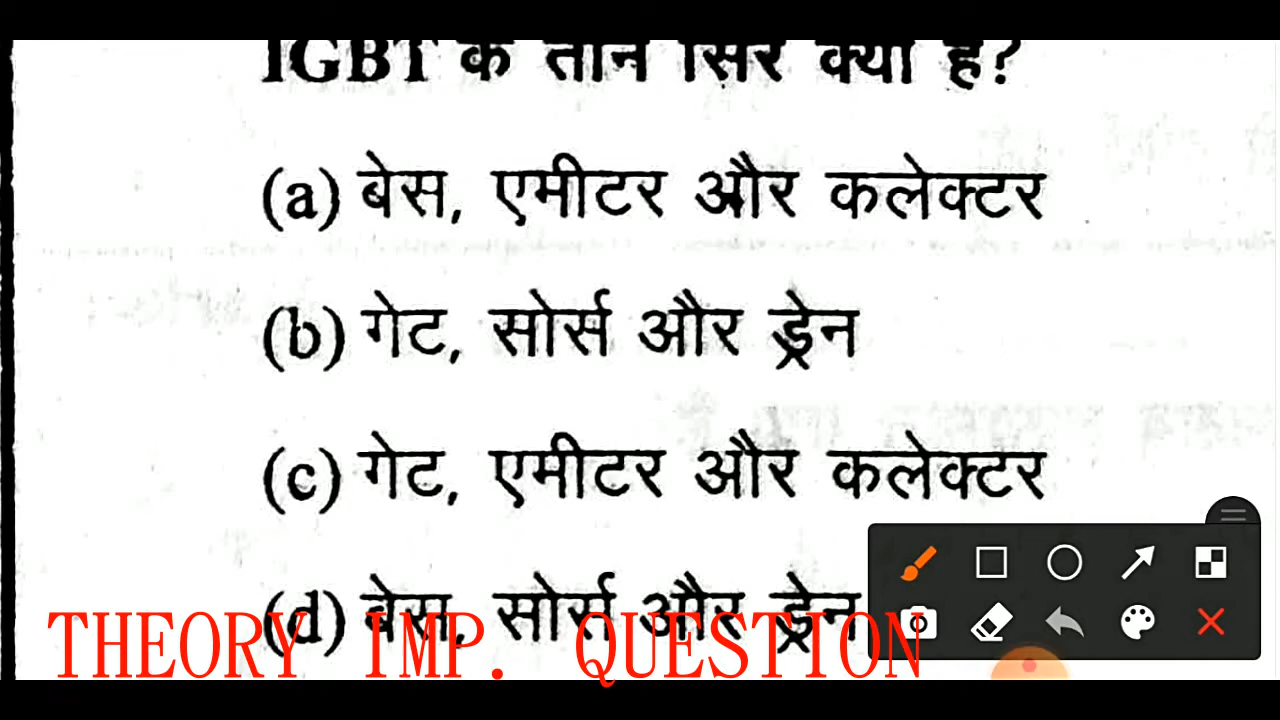 IGBT के तीन सिरे क्या हैं?
(a) बेस, एमीटर और कलेक्टर
(b) गेट, सोर्स और ड्रेन
(c) गेट, एमीटर और कलेक्टर
(d) बेस, सोर्स और ड्रेन
THEORY IMP. QUESTION